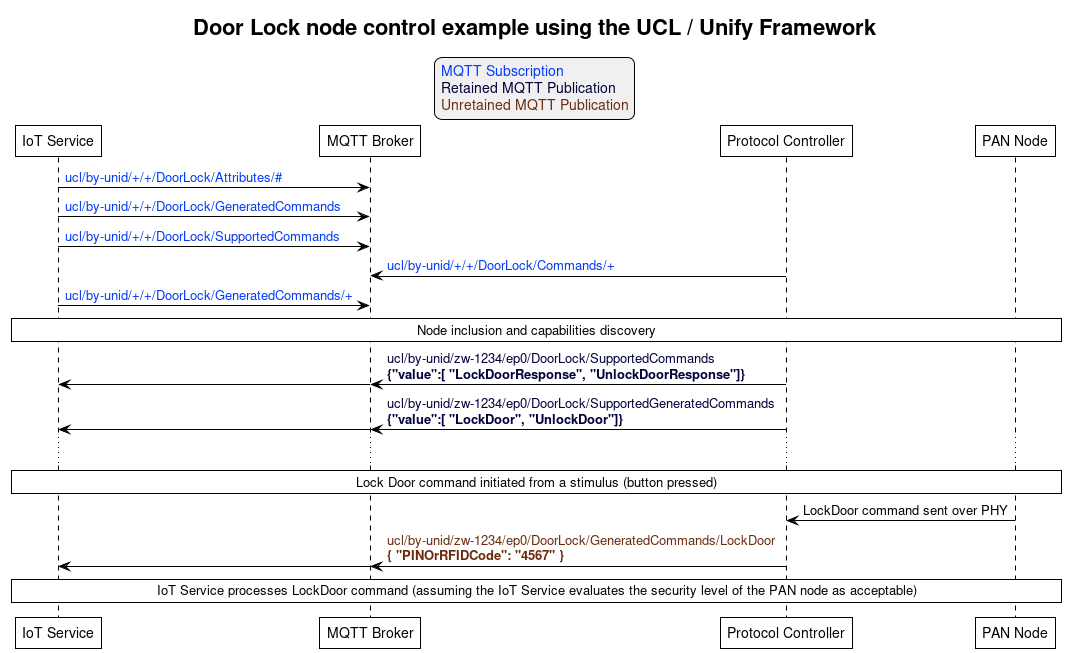 Door Lock node control example using the UCL / Unify Framework
MQTT Subscription
Retained MQTT Publication
Unretained MQTT Publication
IoT Service
MQTT Broker
Protocol Controller
PAN Node
ucl/by-unid/+/+/DoorLock/Attributes/#
ucl/by-unid/+/+/DoorLock/GeneratedCommands
ucl/by-unid/+/+/DoorLock/SupportedCommands
ucl/by-unid/+/+/DoorLock/Commands/+
ucl/by-unid/+/+/DoorLock/GeneratedCommands/+
Node inclusion and capabilities discovery
ucl/by-unid/zw-1234/ep0/DoorLock/SupportedCommands
{"value":[ "LockDoorResponse", "UnlockDoorResponse"]}
ucl/by-unid/zw-1234/ep0/DoorLock/SupportedGeneratedCommands
{"value":[ "LockDoor", "UnlockDoor"]}
Lock Door command initiated from a stimulus (button pressed)
LockDoor command sent over PHY
ucl/by-unid/zw-1234/ep0/DoorLock/GeneratedCommands/LockDoor
{ "PINOrRFIDCode": "4567" }
IoT Service processes LockDoor command (assuming the IoT Service evaluates the security level of the PAN node as acceptable)
IoT Service
MQTT Broker
Protocol Controller
PAN Node